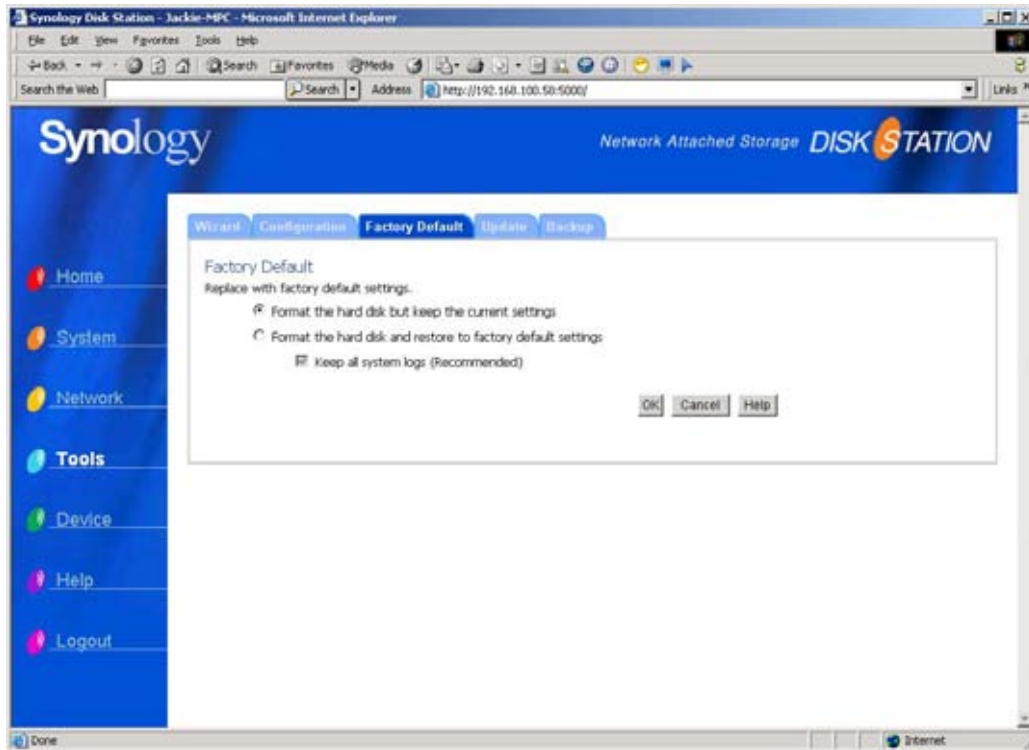 Synology Disk Station - Jackie-MPC - Microsoft Internet Explorer
File Edit View Favorites Tools Help
Back Search Favorites Media
Search the Web Search Address http://192.168.100.50:5000/ Links
Synology
Network Attached Storage DISK STATION
Wizard Configuration Factory Default Update Backup
Home
System
Network
Tools
Device
Help
Logout
Factory Default
Replace with factory default settings.
Format the hard disk but keep the current settings
Format the hard disk and restore to factory default settings
Keep all system logs (Recommended)
OK Cancel Help
Done Internet